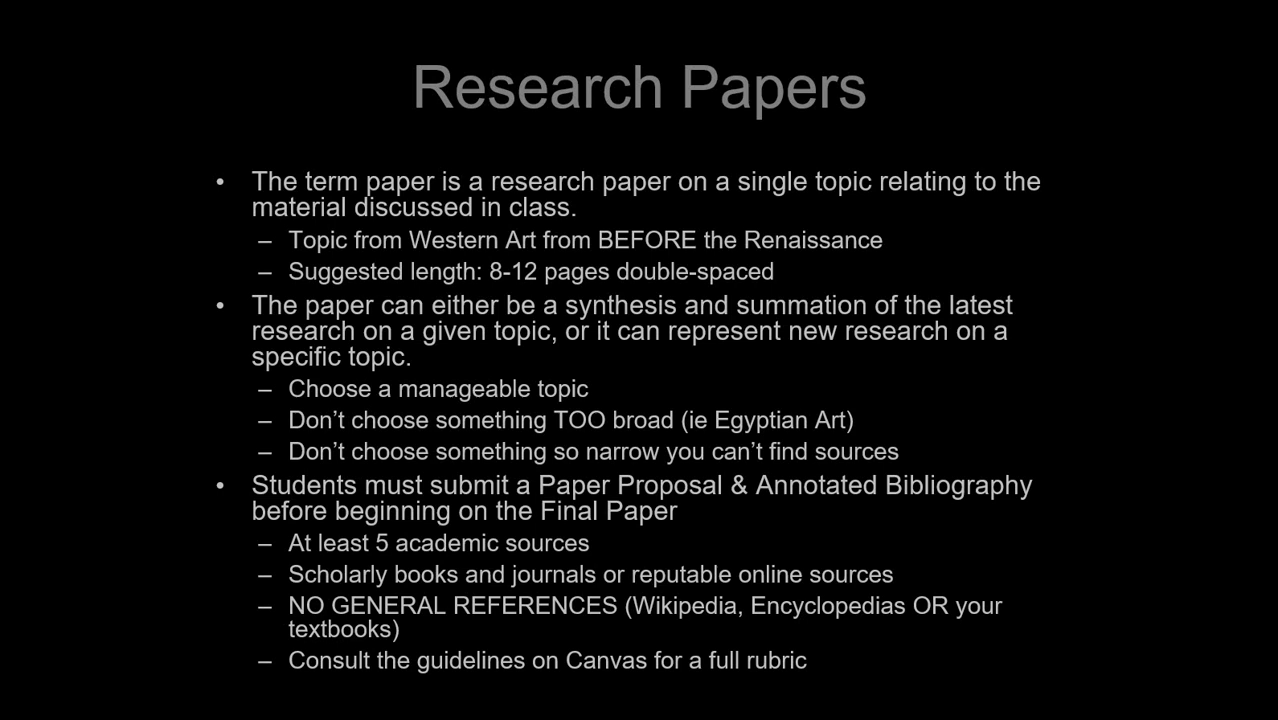 Research Papers
• The term paper is a research paper on a single topic relating to the
material discussed in class.
– Topic from Western Art from BEFORE the Renaissance
– Suggested length: 8-12 pages double-spaced
• The paper can either be a synthesis and summation of the latest
research on a given topic, or it can represent new research on a
specific topic.
– Choose a manageable topic
– Don’t choose something TOO broad (ie Egyptian Art)
– Don’t choose something so narrow you can’t find sources
• Students must submit a Paper Proposal & Annotated Bibliography
before beginning on the Final Paper
– At least 5 academic sources
– Scholarly books and journals or reputable online sources
– NO GENERAL REFERENCES (Wikipedia, Encyclopedias OR your
textbooks)
– Consult the guidelines on Canvas for a full rubric